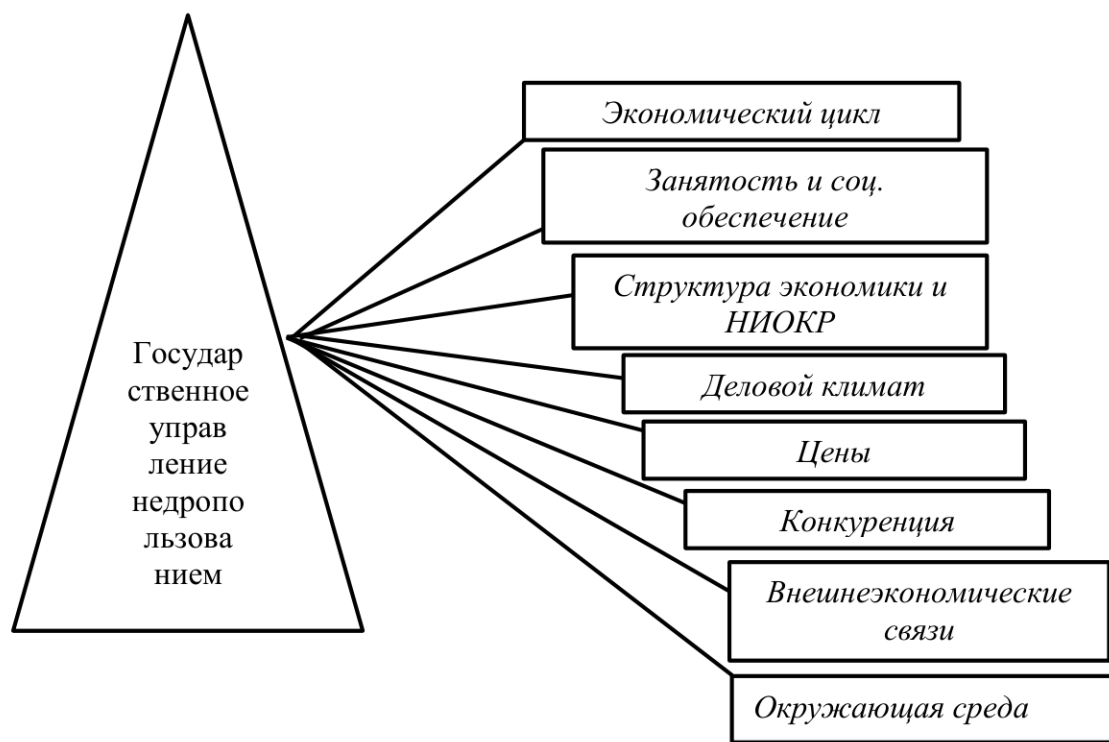 Экономический цикл
Занятость и соц.
обеспечение
Структура экономики и
НИОКР
Государ
ственное
управ
ление
недропо
льзова
нием
Деловой климат
Цены
Конкуренция
Внешнеэкономические
связи
Окружающая среда